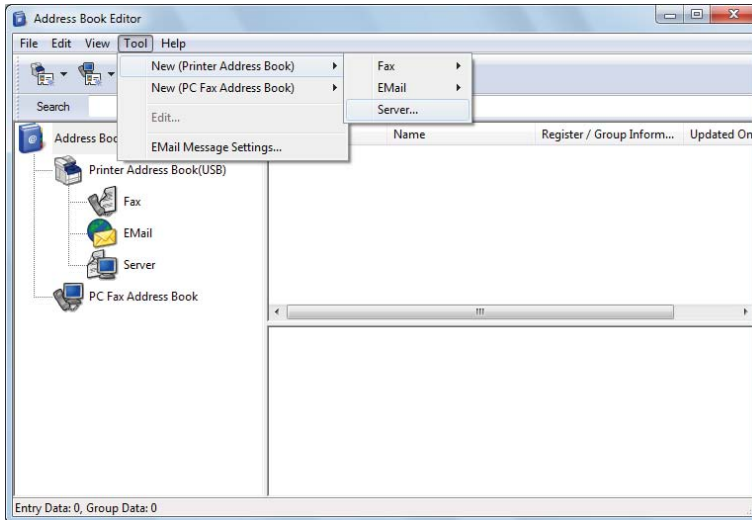 Address Book Editor
File Edit View Tool Help
New (Printer Address Book)
Fax
New (PC Fax Address Book)
EMail
Search
Edit...
Server...
EMail Message Settings...
Address Boo
Name
Register / Group Inform...
Updated On
Printer Address Book(USB)
Fax
EMail
Server
PC Fax Address Book
Entry Data: 0, Group Data: 0